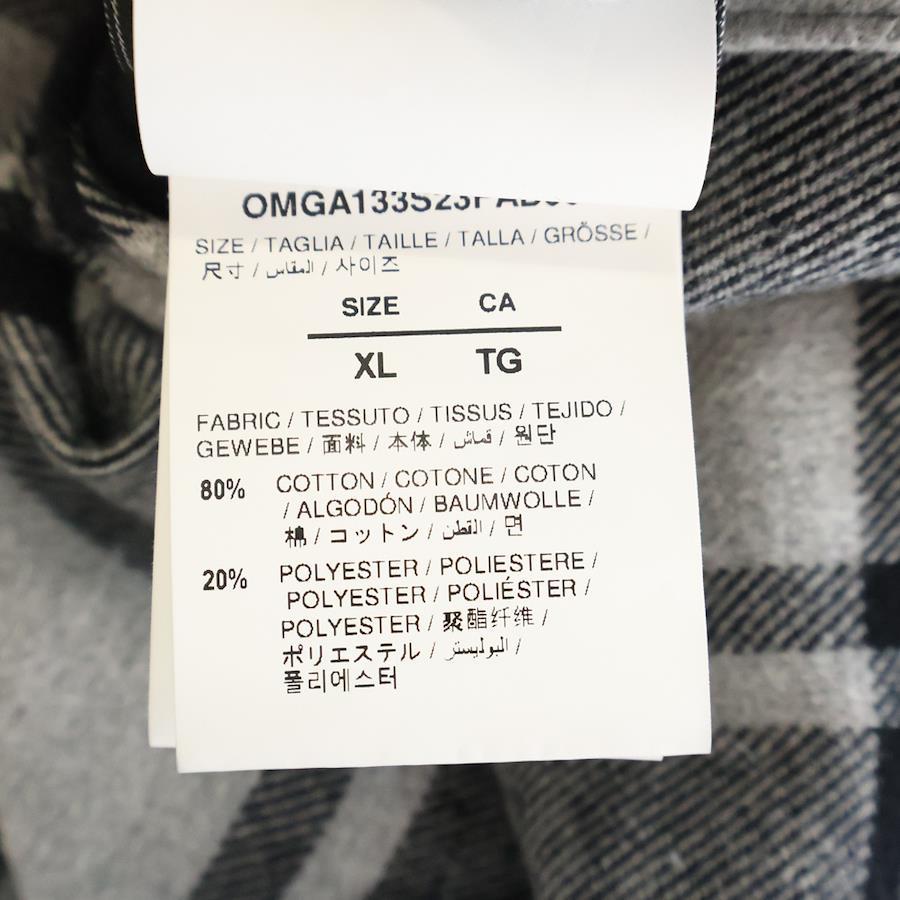 OMGA133S23FAB00
SIZE / TAGLIA / TAILLE / TALLA / GRÖSSE /
尺寸 / المقاس / 사이즈
SIZE CA
XL TG
FABRIC / TESSUTO / TISSUS / TEJIDO /
GEWEBE / 面料 / 本体 / قماش / 원단
80% COTTON / COTONE / COTON
/ ALGODÓN / BAUMWOLLE /
棉 / コットン / القطن / 면
20% POLYESTER / POLIESTERE /
POLYESTER / POLIÉSTER /
POLYESTER / 聚酯纤维 /
ポリエステル / البوليستر /
폴리에스터